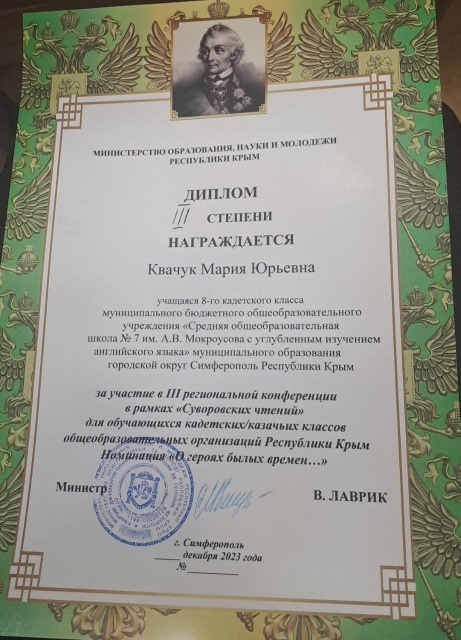 МИНИСТЕРСТВО ОБРАЗОВАНИЯ, НАУКИ И МОЛОДЕЖИ
РЕСПУБЛИКИ КРЫМ
ДИПЛОМ
III СТЕПЕНИ
НАГРАЖДАЕТСЯ
Квачук Мария Юрьевна
учащаяся 8-го кадетского класса
муниципального бюджетного общеобразовательного
учреждения «Средняя общеобразовательная
школа № 7 им. А.В. Мокроусова с углубленным изучением
английского языка» муниципального образования
городской округ Симферополь Республики Крым
за участие в III региональной конференции
в рамках «Суворовских чтений»
для обучающихся кадетских/казачьих классов
общеобразовательных организаций Республики Крым
Номинация «О героях былых времен…»
Министр В. ЛАВРИК
г. Симферополь
_____ декабря 2023 года
№ __________